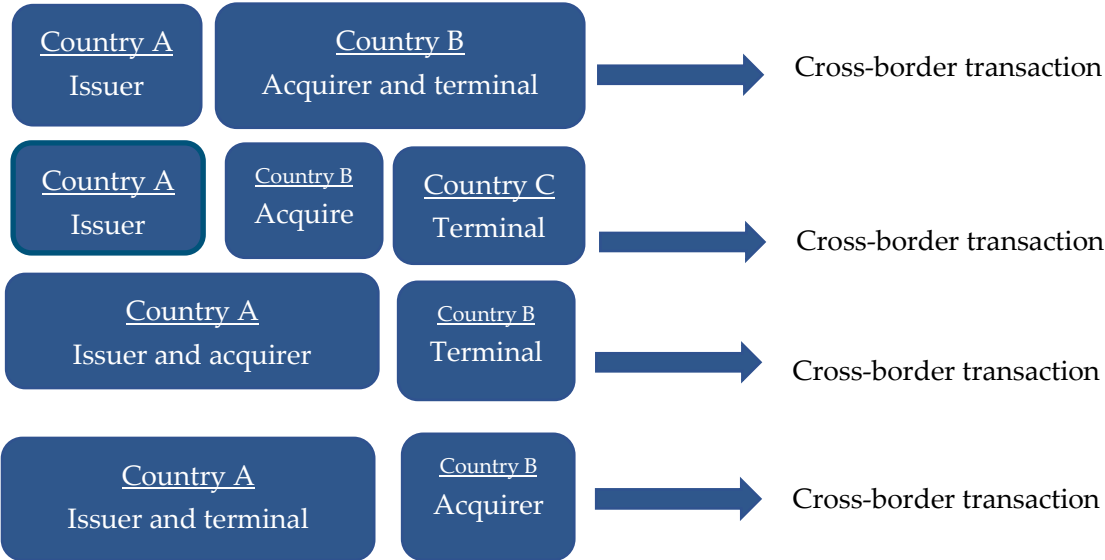 Country A
Issuer
Country B
Acquirer and terminal
Cross-border transaction
Country A
Issuer
Country B
Acquire
Country C
Terminal
Cross-border transaction
Country A
Issuer and acquirer
Country B
Terminal
Cross-border transaction
Country A
Issuer and terminal
Country B
Acquirer
Cross-border transaction